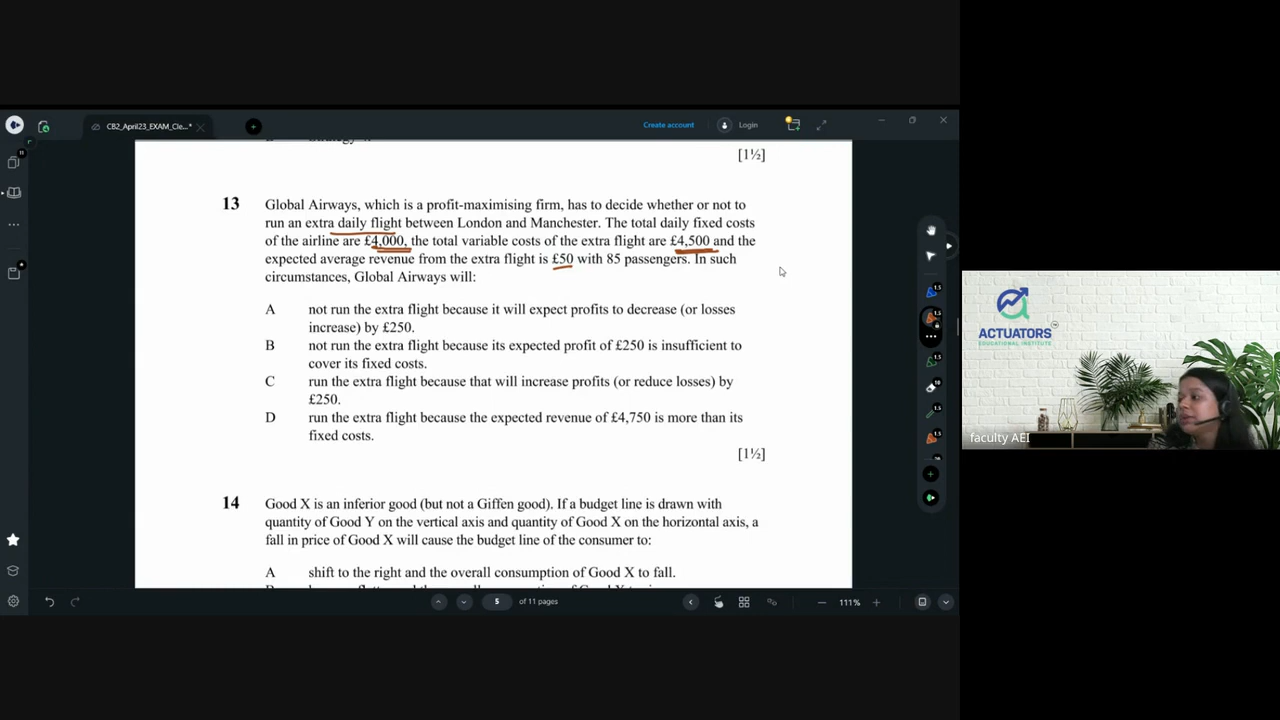 CB2_April23_EXAM_Cle...*
Create account
Login
[1½]
13
Global Airways, which is a profit-maximising firm, has to decide whether or not to
run an extra daily flight between London and Manchester. The total daily fixed costs
of the airline are £4,000, the total variable costs of the extra flight are £4,500 and the
expected average revenue from the extra flight is £50 with 85 passengers. In such
circumstances, Global Airways will:
A not run the extra flight because it will expect profits to decrease (or losses
increase) by £250.
B not run the extra flight because its expected profit of £250 is insufficient to
cover its fixed costs.
C run the extra flight because that will increase profits (or reduce losses) by
£250.
D run the extra flight because the expected revenue of £4,750 is more than its
fixed costs.
[1½]
14
Good X is an inferior good (but not a Giffen good). If a budget line is drawn with
quantity of Good Y on the vertical axis and quantity of Good X on the horizontal axis, a
fall in price of Good X will cause the budget line of the consumer to:
A shift to the right and the overall consumption of Good X to fall.
5 of 11 pages
111%
ACTUATORS
EDUCATIONAL INSTITUTE
faculty AEI